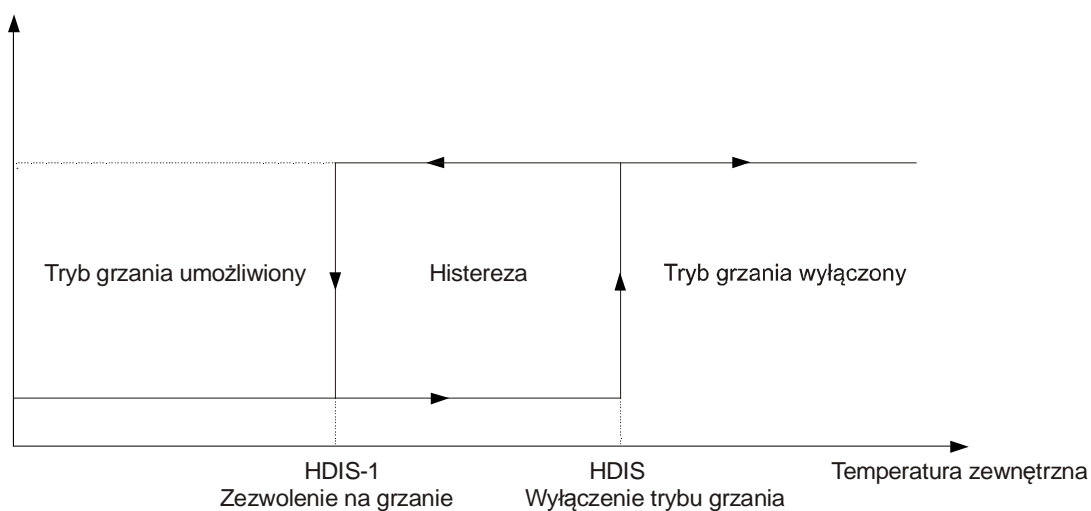 Tryb grzania umożliwiony
Histereza
Tryb grzania wyłączony
HDIS-1
Zezwolenie na grzanie
HDIS
Wyłączenie trybu grzania
Temperatura zewnętrzna